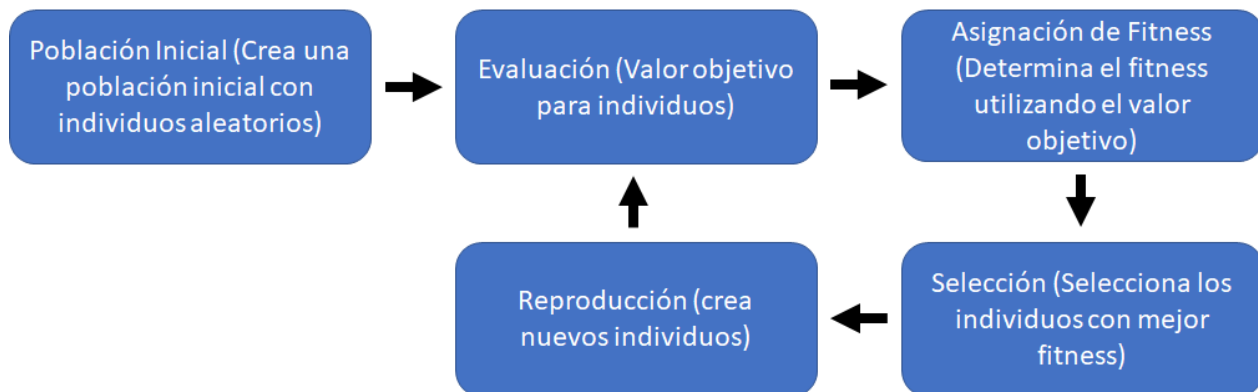 Población Inicial (Crea una
población inicial con
individuos aleatorios)
Evaluación (Valor objetivo
para individuos)
Asignación de Fitness
(Determina el fitness
utilizando el valor
objetivo)
Reproducción (crea
nuevos individuos)
Selección (Selecciona los
individuos con mejor
fitness)